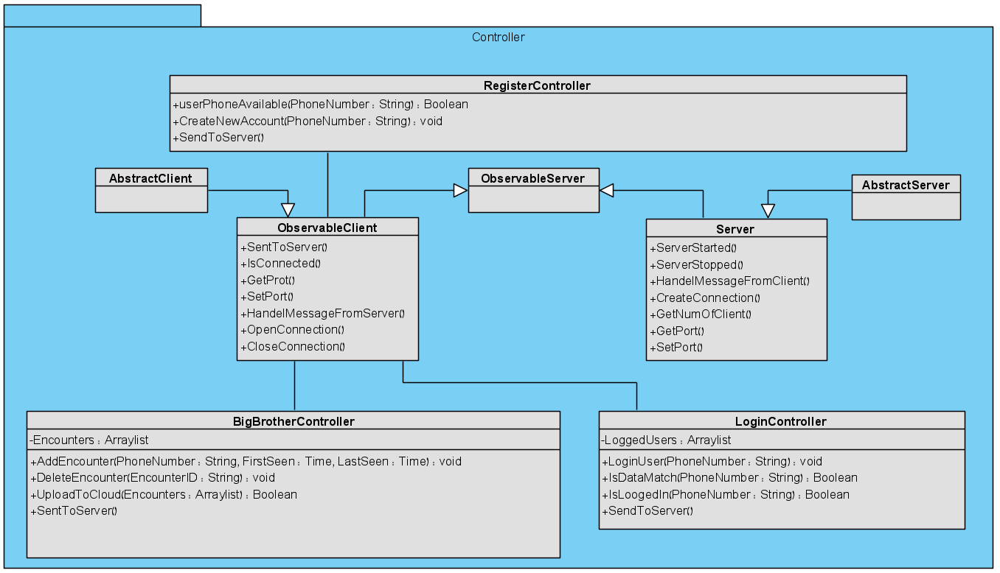 Controller
RegisterController
+userPhoneAvailable(PhoneNumber : String) : Boolean
+CreateNewAccount(PhoneNumber : String) : void
+SendToServer()
AbstractClient
ObservableServer
AbstractServer
ObservableClient
+SentToServer()
+IsConnected()
+GetProt()
+SetPort()
+HandelMessageFromServer()
+OpenConnection()
+CloseConnection()
Server
+ServerStarted()
+ServerStopped()
+HandelMessageFromClient()
+CreateConnection()
+GetNumOfClient()
+GetPort()
+SetPort()
BigBrotherController
-Encounters : Arraylist
+AddEncounter(PhoneNumber : String, FirstSeen : Time, LastSeen : Time) : void
+DeleteEncounter(EncounterID : String) : void
+UploadToCloud(Encounters : Arraylist) : Boolean
+SentToServer()
LoginController
-LoggedUsers : Arraylist
+LoginUser(PhoneNumber : String) : void
+IsDataMatch(PhoneNumber : String) : Boolean
+IsLoogedIn(PhoneNumber : String) : Boolean
+SendToServer()